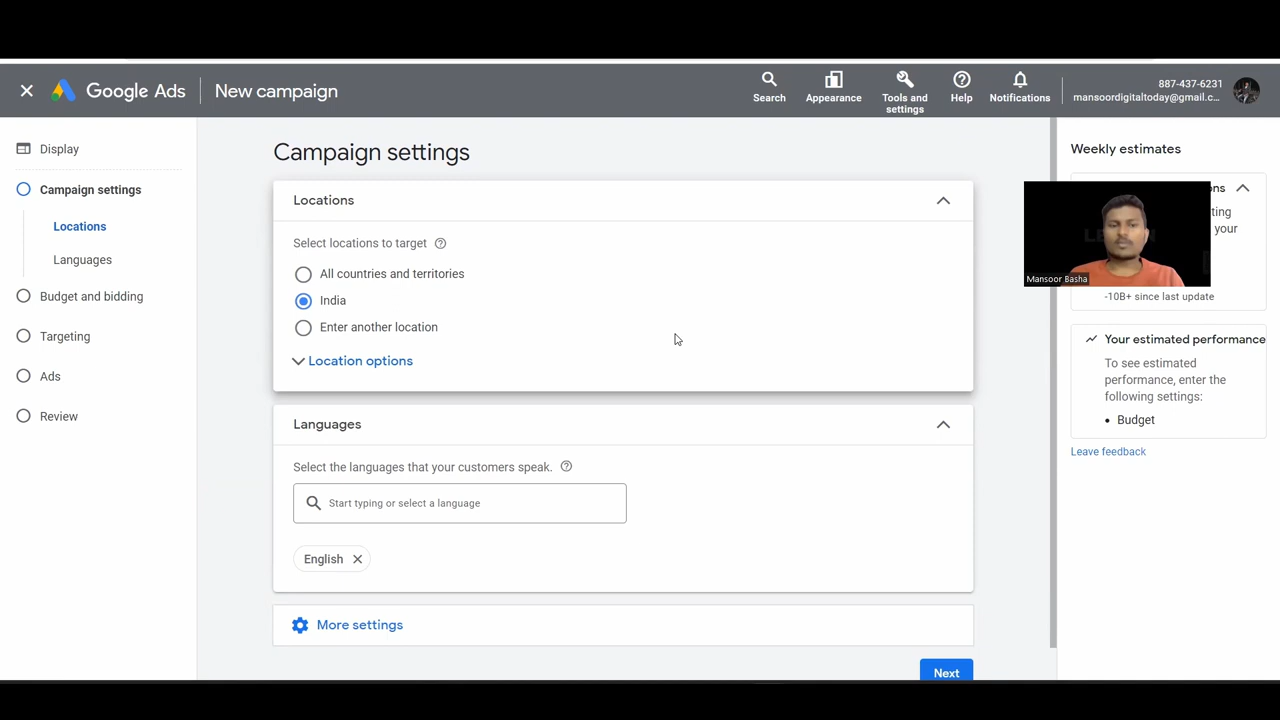 Google Ads
New campaign
Search
Appearance
Tools and
settings
Help
Notifications
887-437-6231
mansoordigitaltoday@gmail.c...
Display
Campaign settings
Locations
Languages
Budget and bidding
Targeting
Ads
Review
Campaign settings
Locations
Select locations to target
All countries and territories
India
Enter another location
Location options
Languages
Select the languages that your customers speak.
Start typing or select a language
English
More settings
Next
Weekly estimates
Mansoor Basha
-10B+ since last update
Your estimated performance
To see estimated
performance, enter the
following settings:
• Budget
Leave feedback